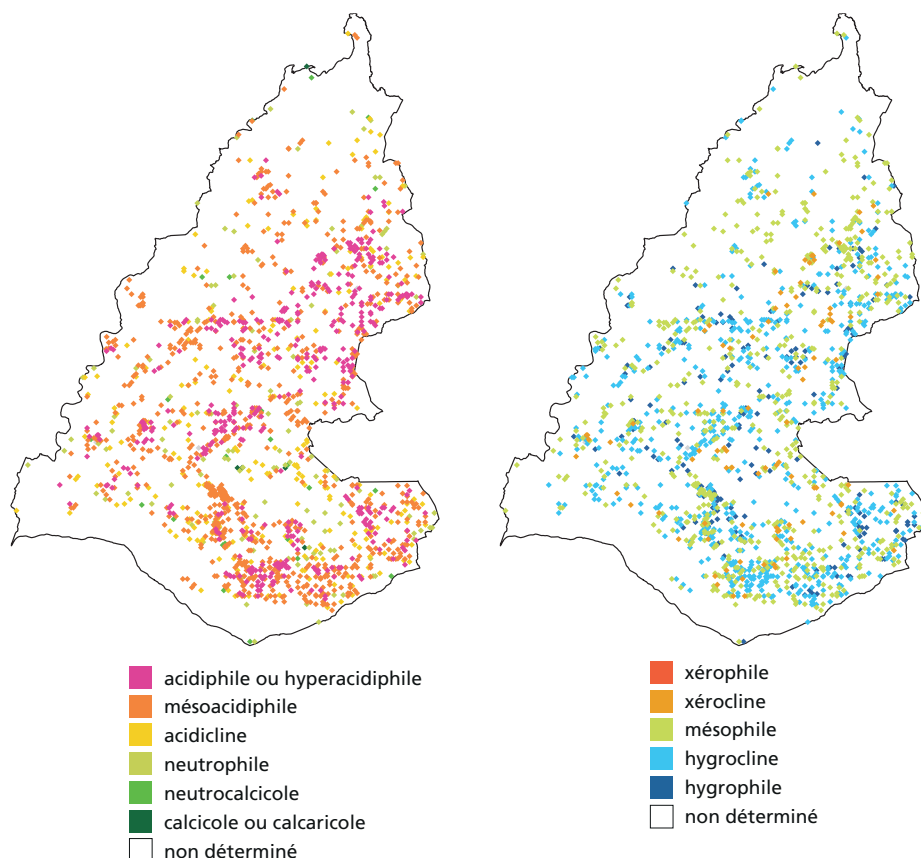 acidiphile ou hyperacidiphile
mésoacidiphile
acidicline
neutrophile
neutrocalcicole
calcicole ou calcaricole
non déterminé
xérophile
xérocline
mésophile
hygrocline
hygrophile
non déterminé